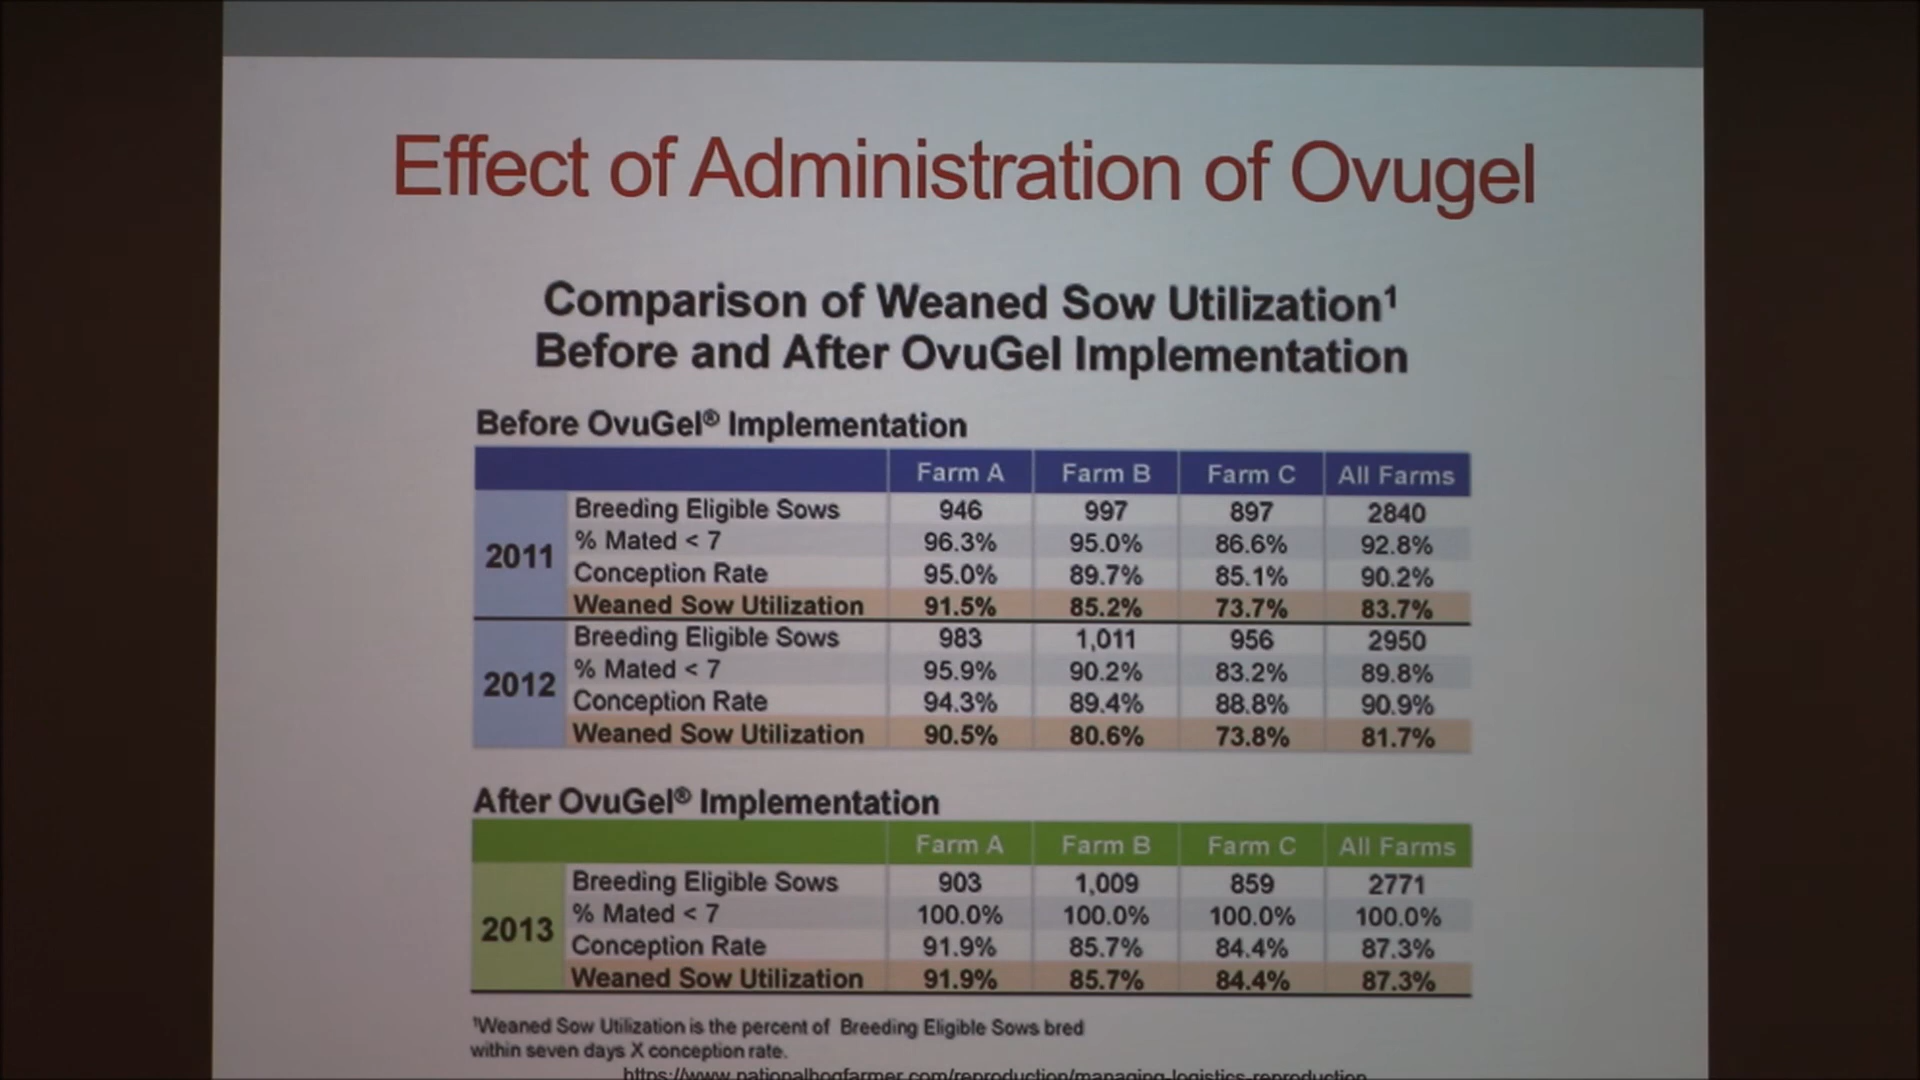 Effect of Administration of Ovugel
Comparison of Weaned Sow Utilization¹
Before and After OvuGel Implementation
Before OvuGel® Implementation
Farm A Farm B Farm C All Farms
2011
Breeding Eligible Sows 946 997 897 2840
% Mated < 7 96.3% 95.0% 86.6% 92.8%
Conception Rate 95.0% 89.7% 85.1% 90.2%
Weaned Sow Utilization 91.5% 85.2% 73.7% 83.7%
2012
Breeding Eligible Sows 983 1,011 956 2950
% Mated < 7 95.9% 90.2% 83.2% 89.8%
Conception Rate 94.3% 89.4% 88.8% 90.9%
Weaned Sow Utilization 90.5% 80.6% 73.8% 81.7%
After OvuGel® Implementation
Farm A Farm B Farm C All Farms
2013
Breeding Eligible Sows 903 1,009 859 2771
% Mated < 7 100.0% 100.0% 100.0% 100.0%
Conception Rate 91.9% 85.7% 84.4% 87.3%
Weaned Sow Utilization 91.9% 85.7% 84.4% 87.3%
¹Weaned Sow Utilization is the percent of Breeding Eligible Sows bred
within seven days X conception rate.
https://www.nationalhogfarmer.com/reproduction/managing-logistics-reproduction